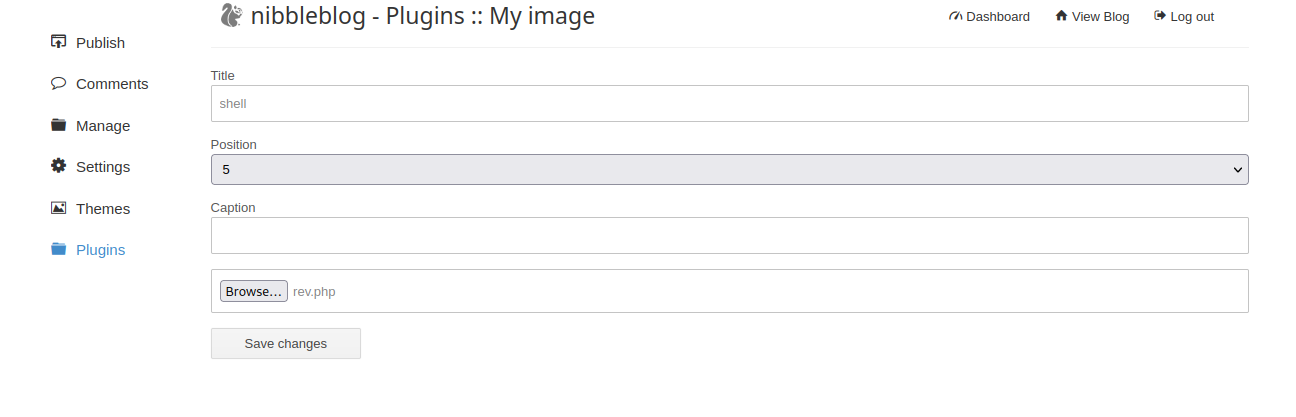 nibbleblog - Plugins :: My image
Dashboard
View Blog
Log out
Publish
Comments
Manage
Settings
Themes
Plugins
Title
shell
Position
5
Caption
Browse... rev.php
Save changes